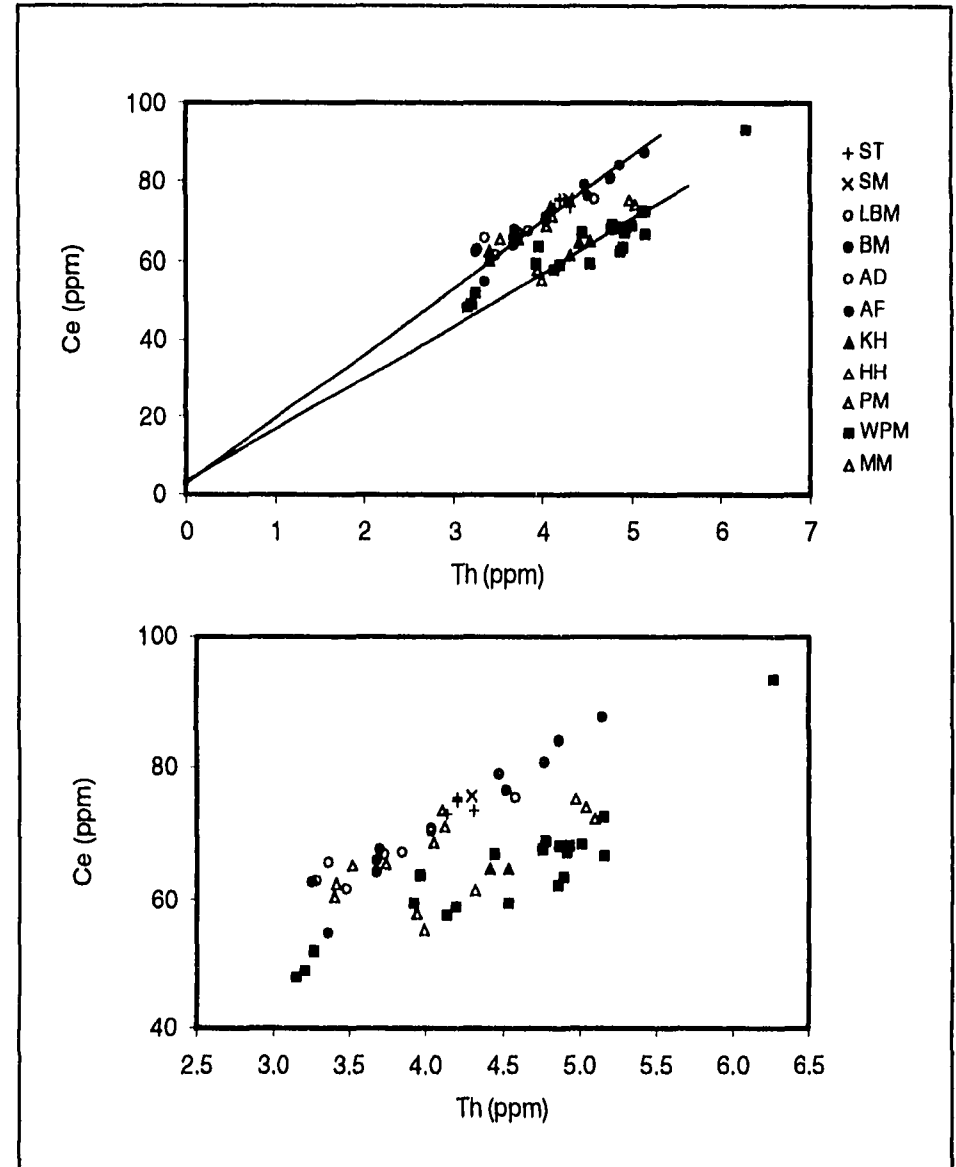 100
80
60
40
20
0
Ce (ppm)
0 1 2 3 4 5 6 7
Th (ppm)
+ ST
× SM
○ LBM
● BM
○ AD
● AF
▲ KH
△ HH
△ PM
■ WPM
△ MM
100
80
60
40
Ce (ppm)
2.5 3.0 3.5 4.0 4.5 5.0 5.5 6.0 6.5
Th (ppm)